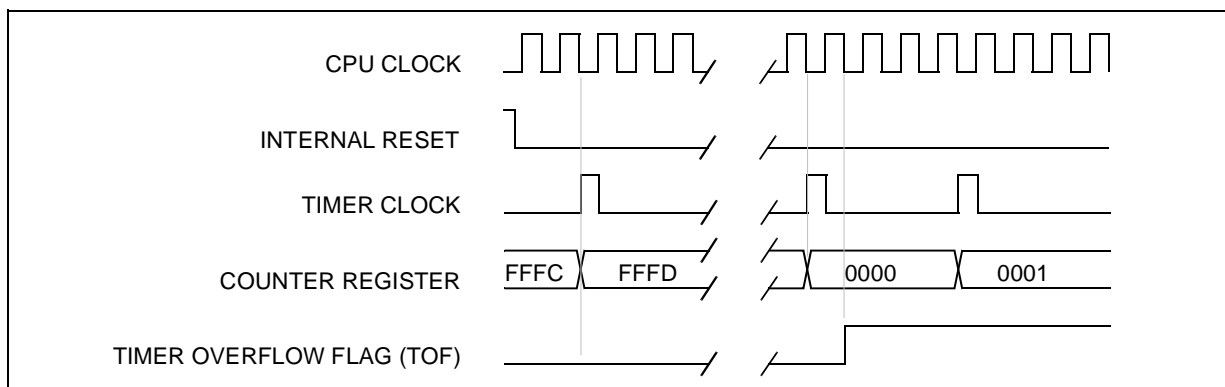 CPU CLOCK
INTERNAL RESET
TIMER CLOCK
COUNTER REGISTER
FFFC FFFD 0000 0001
TIMER OVERFLOW FLAG (TOF)